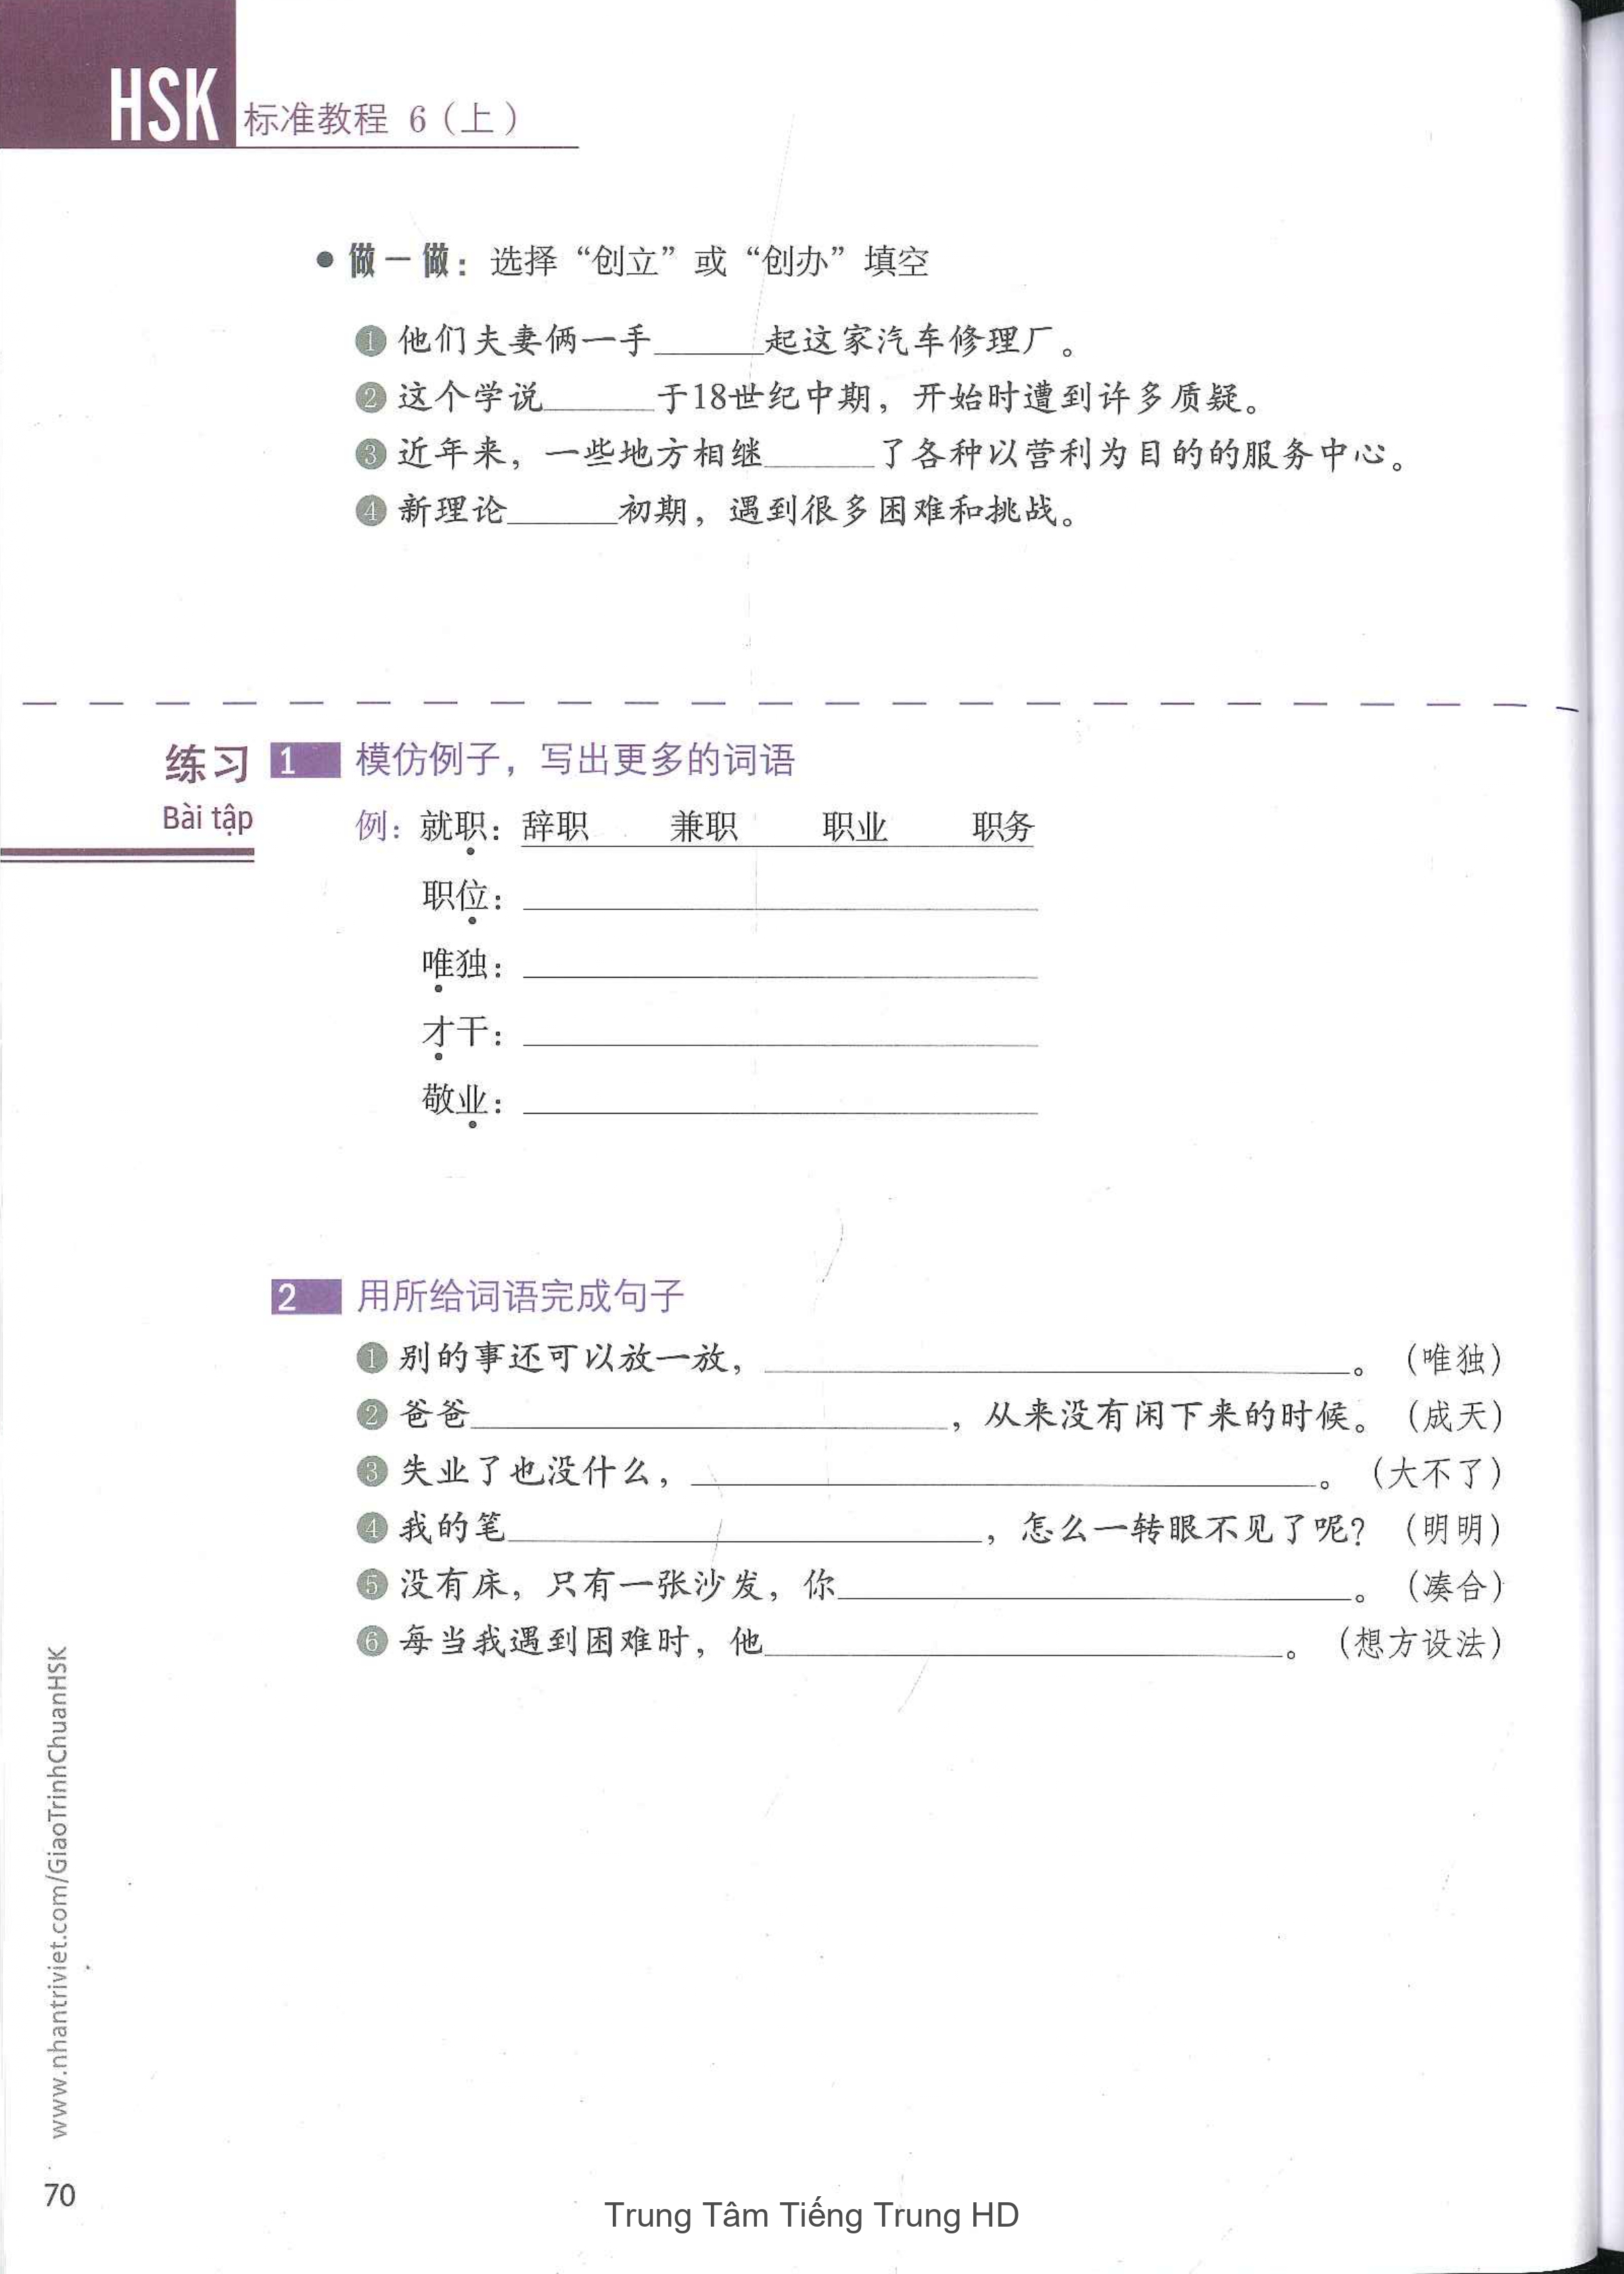 HSK 标准教程 6（上）
● 做一做：选择“创立”或“创办”填空
❶ 他们夫妻俩一手______起这家汽车修理厂。
❷ 这个学说______于18世纪中期，开始时遭到许多质疑。
❸ 近年来，一些地方相继______了各种以营利为目的的服务中心。
❹ 新理论______初期，遇到很多困难和挑战。
练习 1 模仿例子，写出更多的词语
Bài tập
例：就职：辞职 兼职 职业 职务
职位：
唯独：
才干：
敬业：
2 用所给词语完成句子
❶ 别的事还可以放一放，______。（唯独）
❷ 爸爸______，从来没有闲下来的时候。（成天）
❸ 失业了也没什么，______。（大不了）
❹ 我的笔______，怎么一转眼不见了呢？（明明）
❺ 没有床，只有一张沙发，你______。（凑合）
❻ 每当我遇到困难时，他______。（想方设法）
www.nhantriviet.com/GiaoTrinhChuanHSK
70
Trung Tâm Tiếng Trung HD